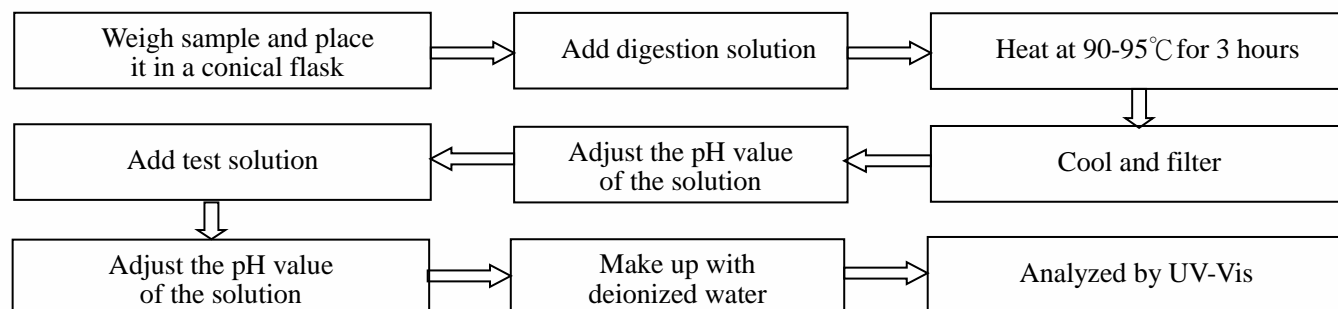 Weigh sample and place
it in a conical flask
Add digestion solution
Heat at 90-95℃ for 3 hours
Cool and filter
Adjust the pH value
of the solution
Add test solution
Adjust the pH value
of the solution
Make up with
deionized water
Analyzed by UV-Vis